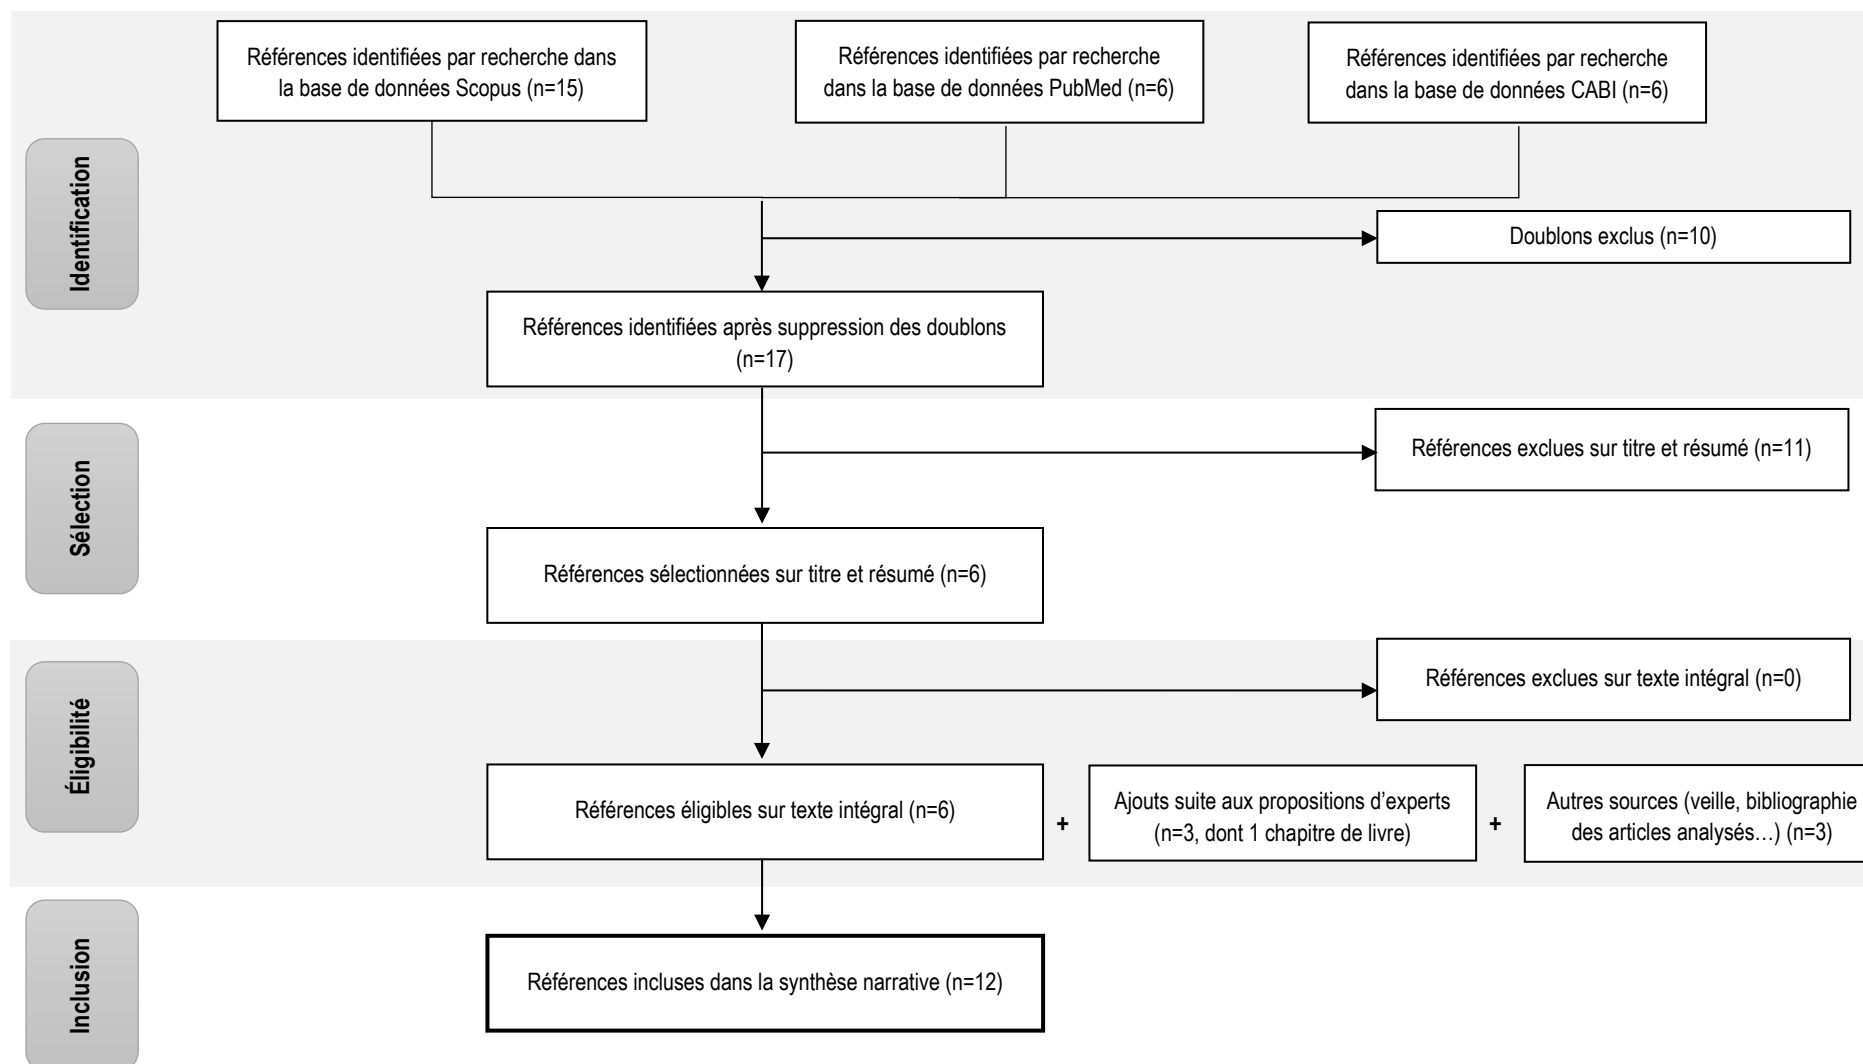 Références identifiées par recherche dans
la base de données Scopus (n=15)
Références identifiées par recherche
dans la base de données PubMed (n=6)
Références identifiées par recherche
dans la base de données CABI (n=6)
Identification
Doublons exclus (n=10)
Références identifiées après suppression des doublons
(n=17)
Sélection
Références exclues sur titre et résumé (n=11)
Références sélectionnées sur titre et résumé (n=6)
Éligibilité
Références exclues sur texte intégral (n=0)
Références éligibles sur texte intégral (n=6)
+
Ajouts suite aux propositions d’experts
(n=3, dont 1 chapitre de livre)
+
Autres sources (veille, bibliographie
des articles analysés…) (n=3)
Inclusion
Références incluses dans la synthèse narrative (n=12)